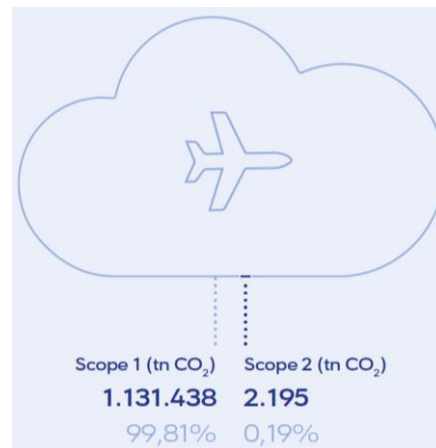 Scope 1 (tn CO₂) Scope 2 (tn CO₂)
1.131.438 2.195
99,81% 0,19%